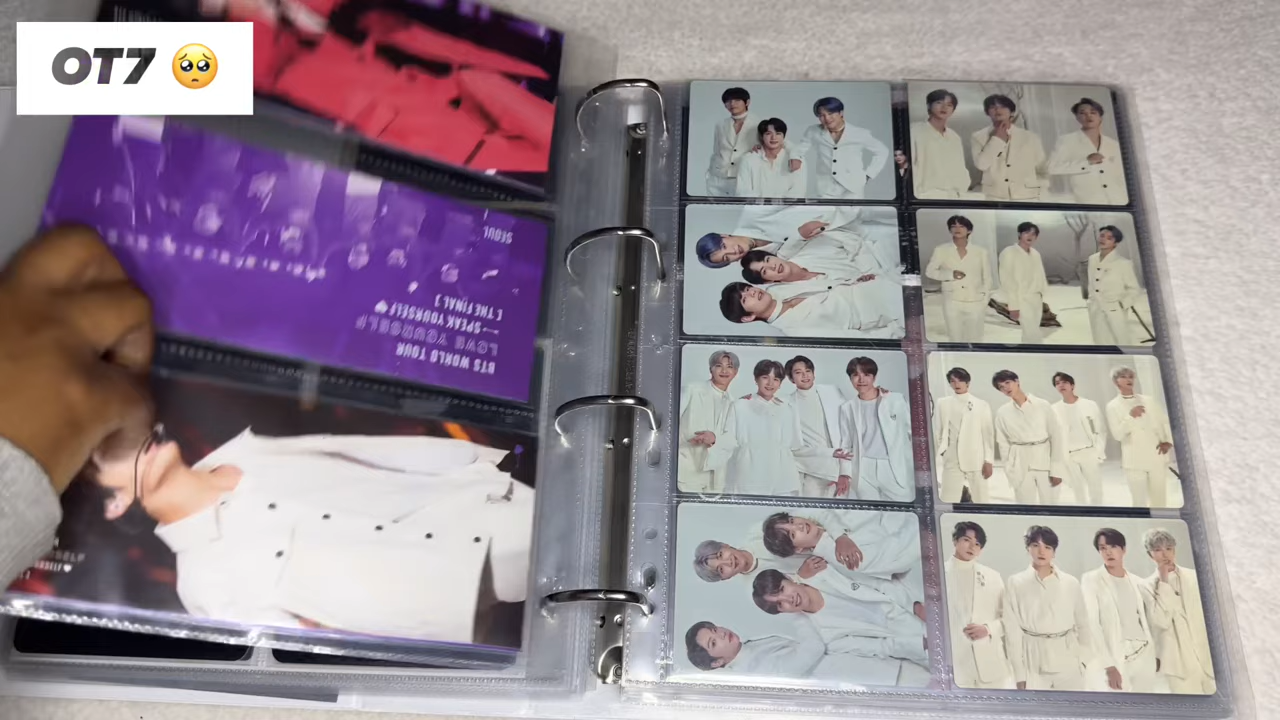 OT7 🥺
SEOUL
[ THE FINAL ]
SPEAK YOURSELF
LOVE YOURSELF
BTS WORLD TOUR